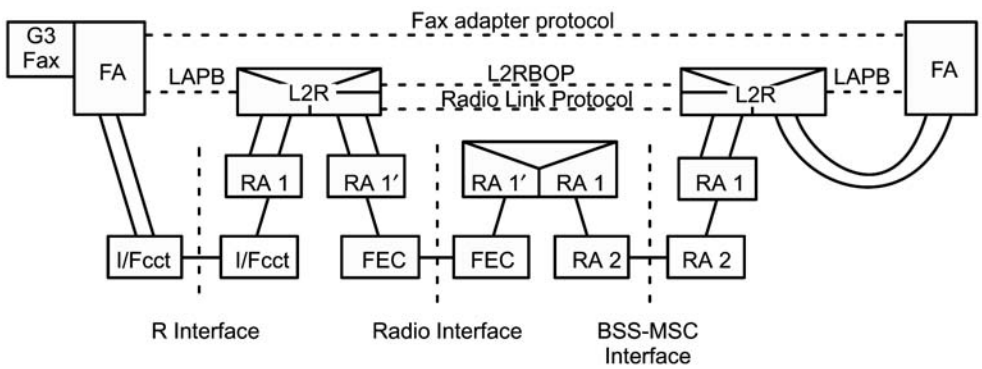 Fax adapter protocol
G3
Fax
FA
LAPB
L2R
L2RBOP
Radio Link Protocol
L2R
LAPB
FA
RA 1
RA 1′
RA 1′
RA 1
RA 1
I/Fcct
I/Fcct
FEC
FEC
RA 2
RA 2
R Interface
Radio Interface
BSS-MSC
Interface